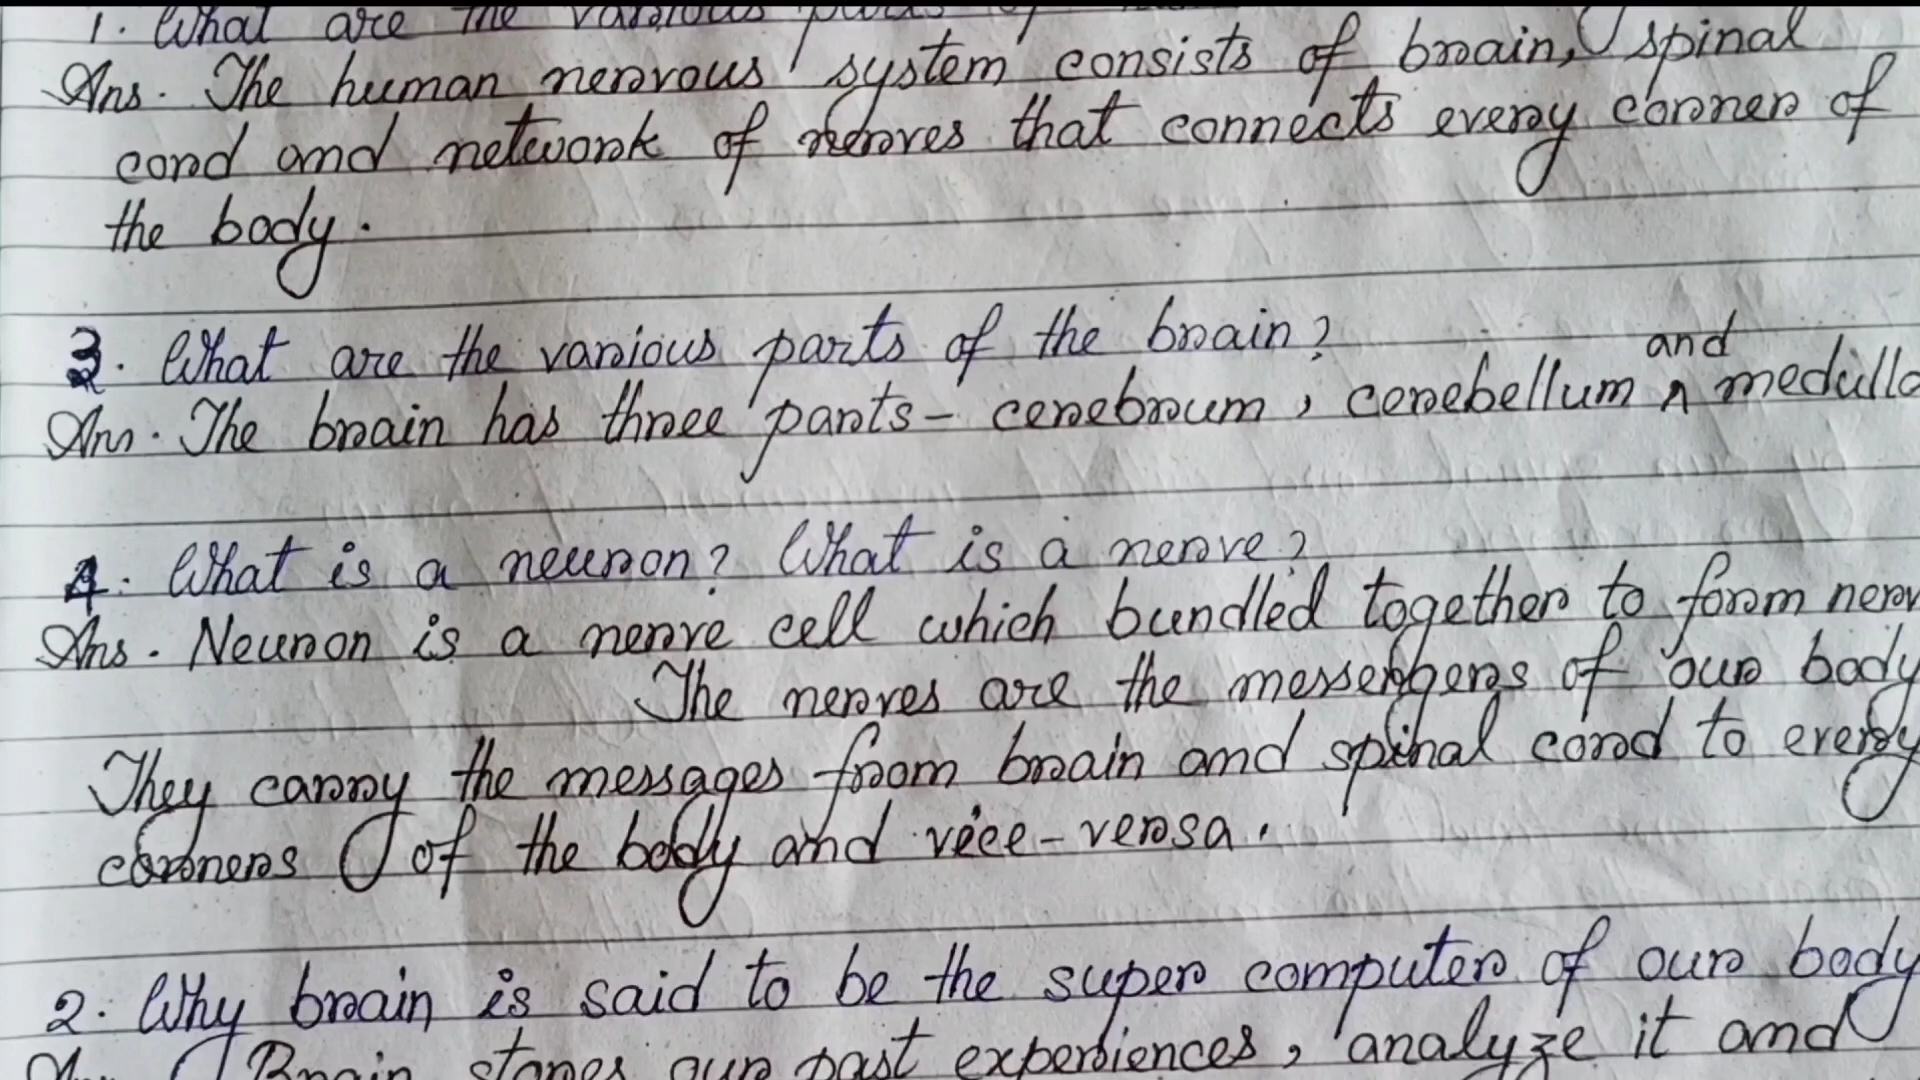 1. What are the various parts of
Ans. The human nervous system consists of brain, spinal
cord and network of nerves that connects every corner of
the body.
3. What are the various parts of the brain?
and
Ans. The brain has three parts - cerebrum, cerebellum ^ medulla
4. What is a neuron? What is a nerve?
Ans. Neuron is a nerve cell which bundled together to form nerv
The nerves are the messengers of our body
They carry the messages from brain and spinal cord to every
corners of the body and vice-versa.
2. Why brain is said to be the super computer of our body
Ans. Brain stores our past experiences, analyze it and